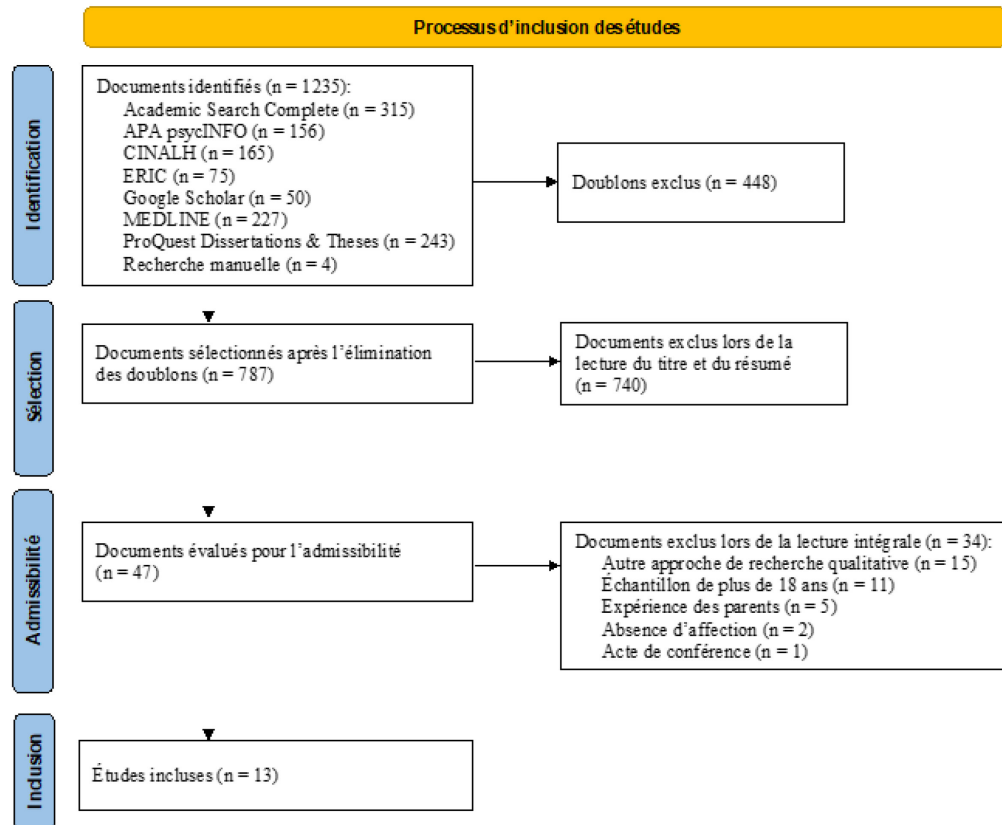 Processus d'inclusion des études
Identification
Documents identifiés (n = 1235):
Academic Search Complete (n = 315)
APA psycINFO (n = 156)
CINALH (n = 165)
ERIC (n = 75)
Google Scholar (n = 50)
MEDLINE (n = 227)
ProQuest Dissertations & Theses (n = 243)
Recherche manuelle (n = 4)
Doublons exclus (n = 448)
Sélection
Documents sélectionnés après l'élimination
des doublons (n = 787)
Documents exclus lors de la
lecture du titre et du résumé
(n = 740)
Admissibilité
Documents évalués pour l'admissibilité
(n = 47)
Documents exclus lors de la lecture intégrale (n = 34):
Autre approche de recherche qualitative (n = 15)
Échantillon de plus de 18 ans (n = 11)
Expérience des parents (n = 5)
Absence d'affection (n = 2)
Acte de conférence (n = 1)
Inclusion
Études incluses (n = 13)